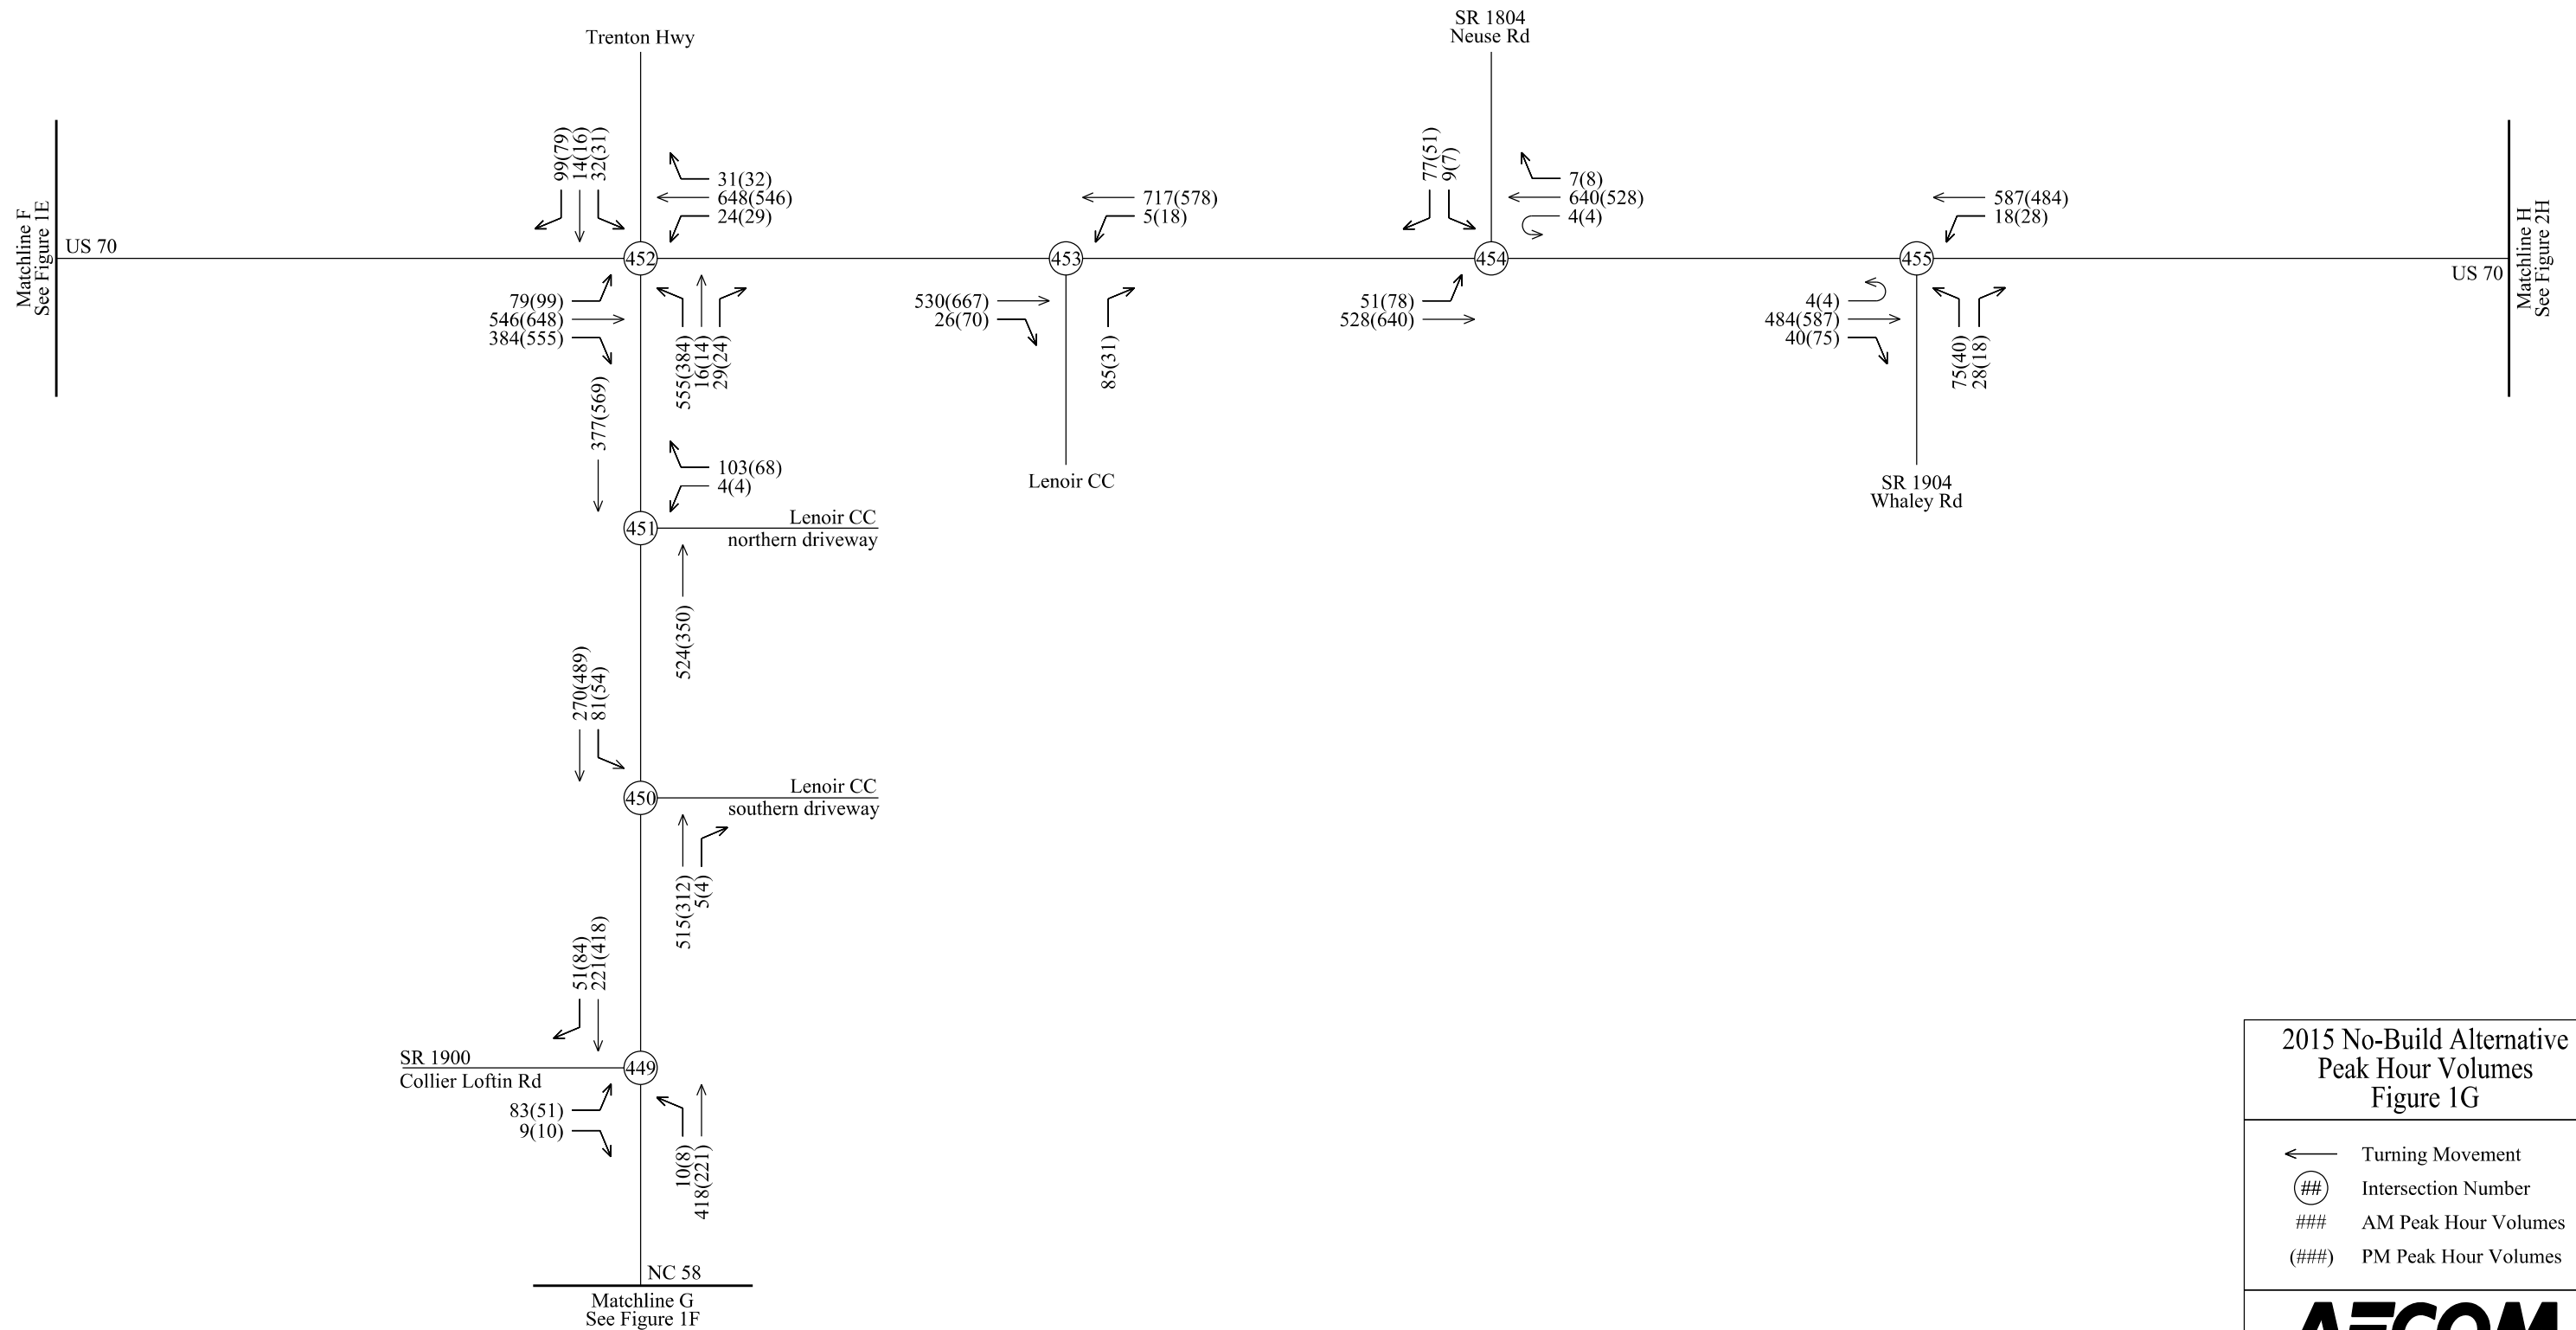 Trenton Hwy
SR 1804
Neuse Rd
Matchline F
See Figure 1E
US 70
99(79)
14(16)
32(31)
31(32)
648(546)
24(29)
452
79(99)
546(648)
384(555)
555(384)
16(14)
29(24)
717(578)
5(18)
453
530(667)
26(70)
85(31)
Lenoir CC
77(51)
9(7)
7(8)
640(528)
4(4)
454
51(78)
528(640)
587(484)
18(28)
455
4(4)
484(587)
40(75)
75(40)
28(18)
SR 1904
Whaley Rd
US 70
Matchline H
See Figure 2H
377(569)
103(68)
4(4)
451
Lenoir CC
northern driveway
524(350)
270(489)
81(54)
450
Lenoir CC
southern driveway
515(312)
5(4)
51(84)
221(418)
SR 1900
Collier Loftin Rd
449
83(51)
9(10)
10(8)
418(221)
NC 58
Matchline G
See Figure 1F
2015 No-Build Alternative
Peak Hour Volumes
Figure 1G
Turning Movement
## Intersection Number
### AM Peak Hour Volumes
(###) PM Peak Hour Volumes
AECOM